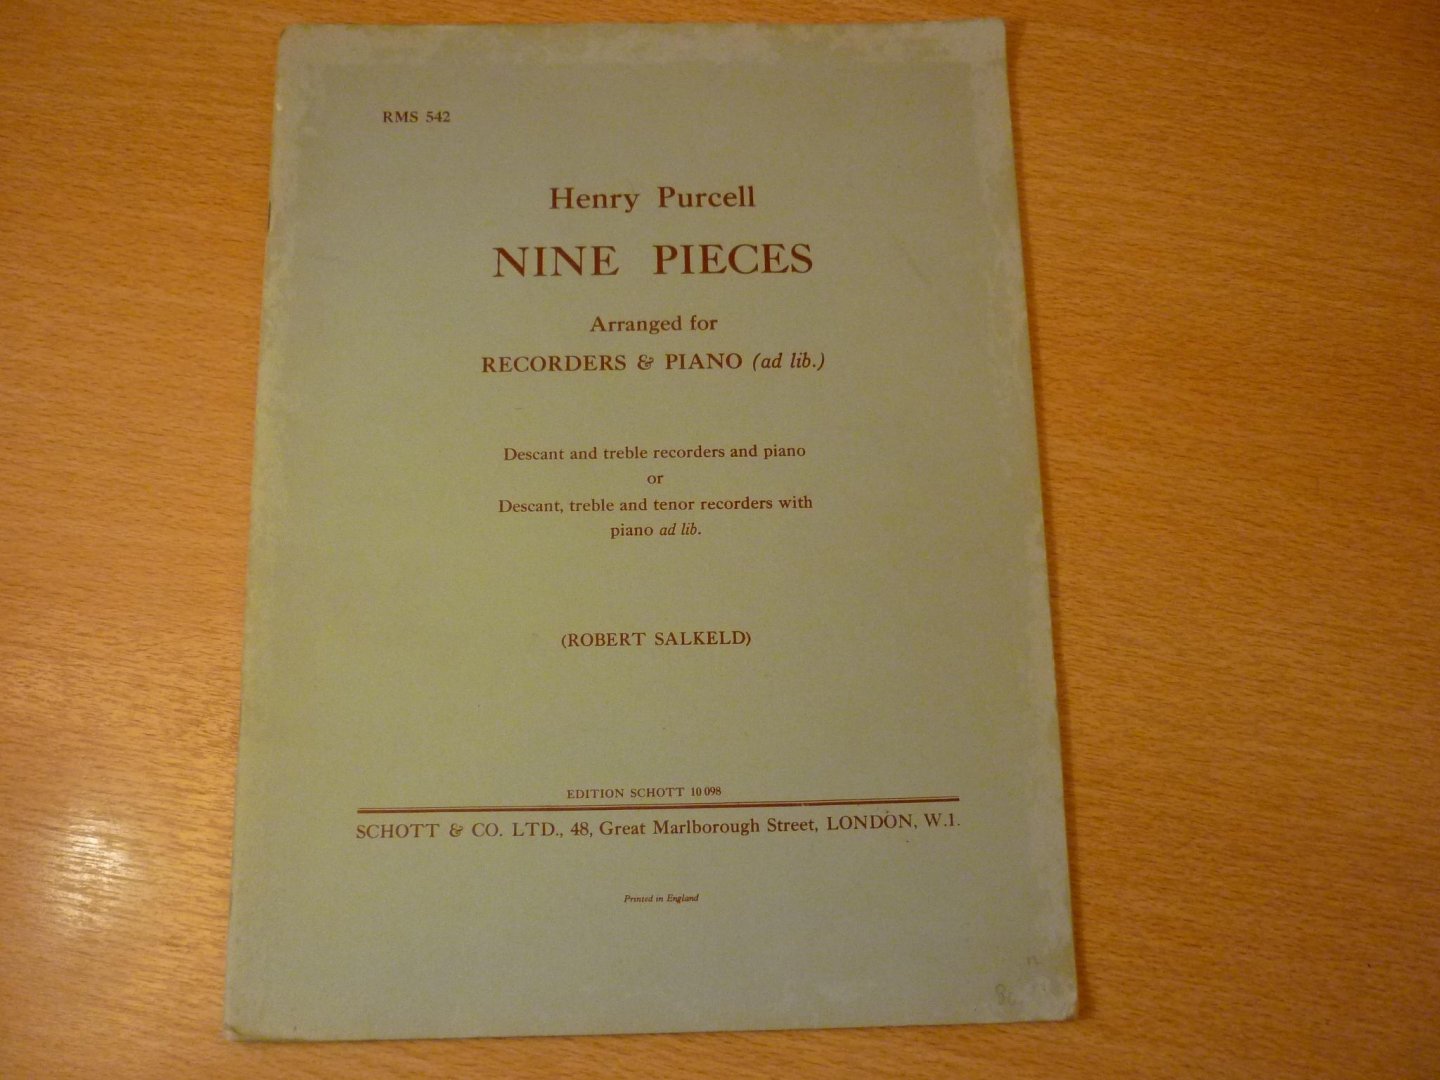 RMS 542
Henry Purcell
NINE PIECES
Arranged for
RECORDERS & PIANO (ad lib.)
Descant and treble recorders and piano
or
Descant, treble and tenor recorders with
piano ad lib.
(ROBERT SALKELD)
EDITION SCHOTT 10 098
SCHOTT & CO. LTD., 48, Great Marlborough Street, LONDON, W.1.
Printed in England